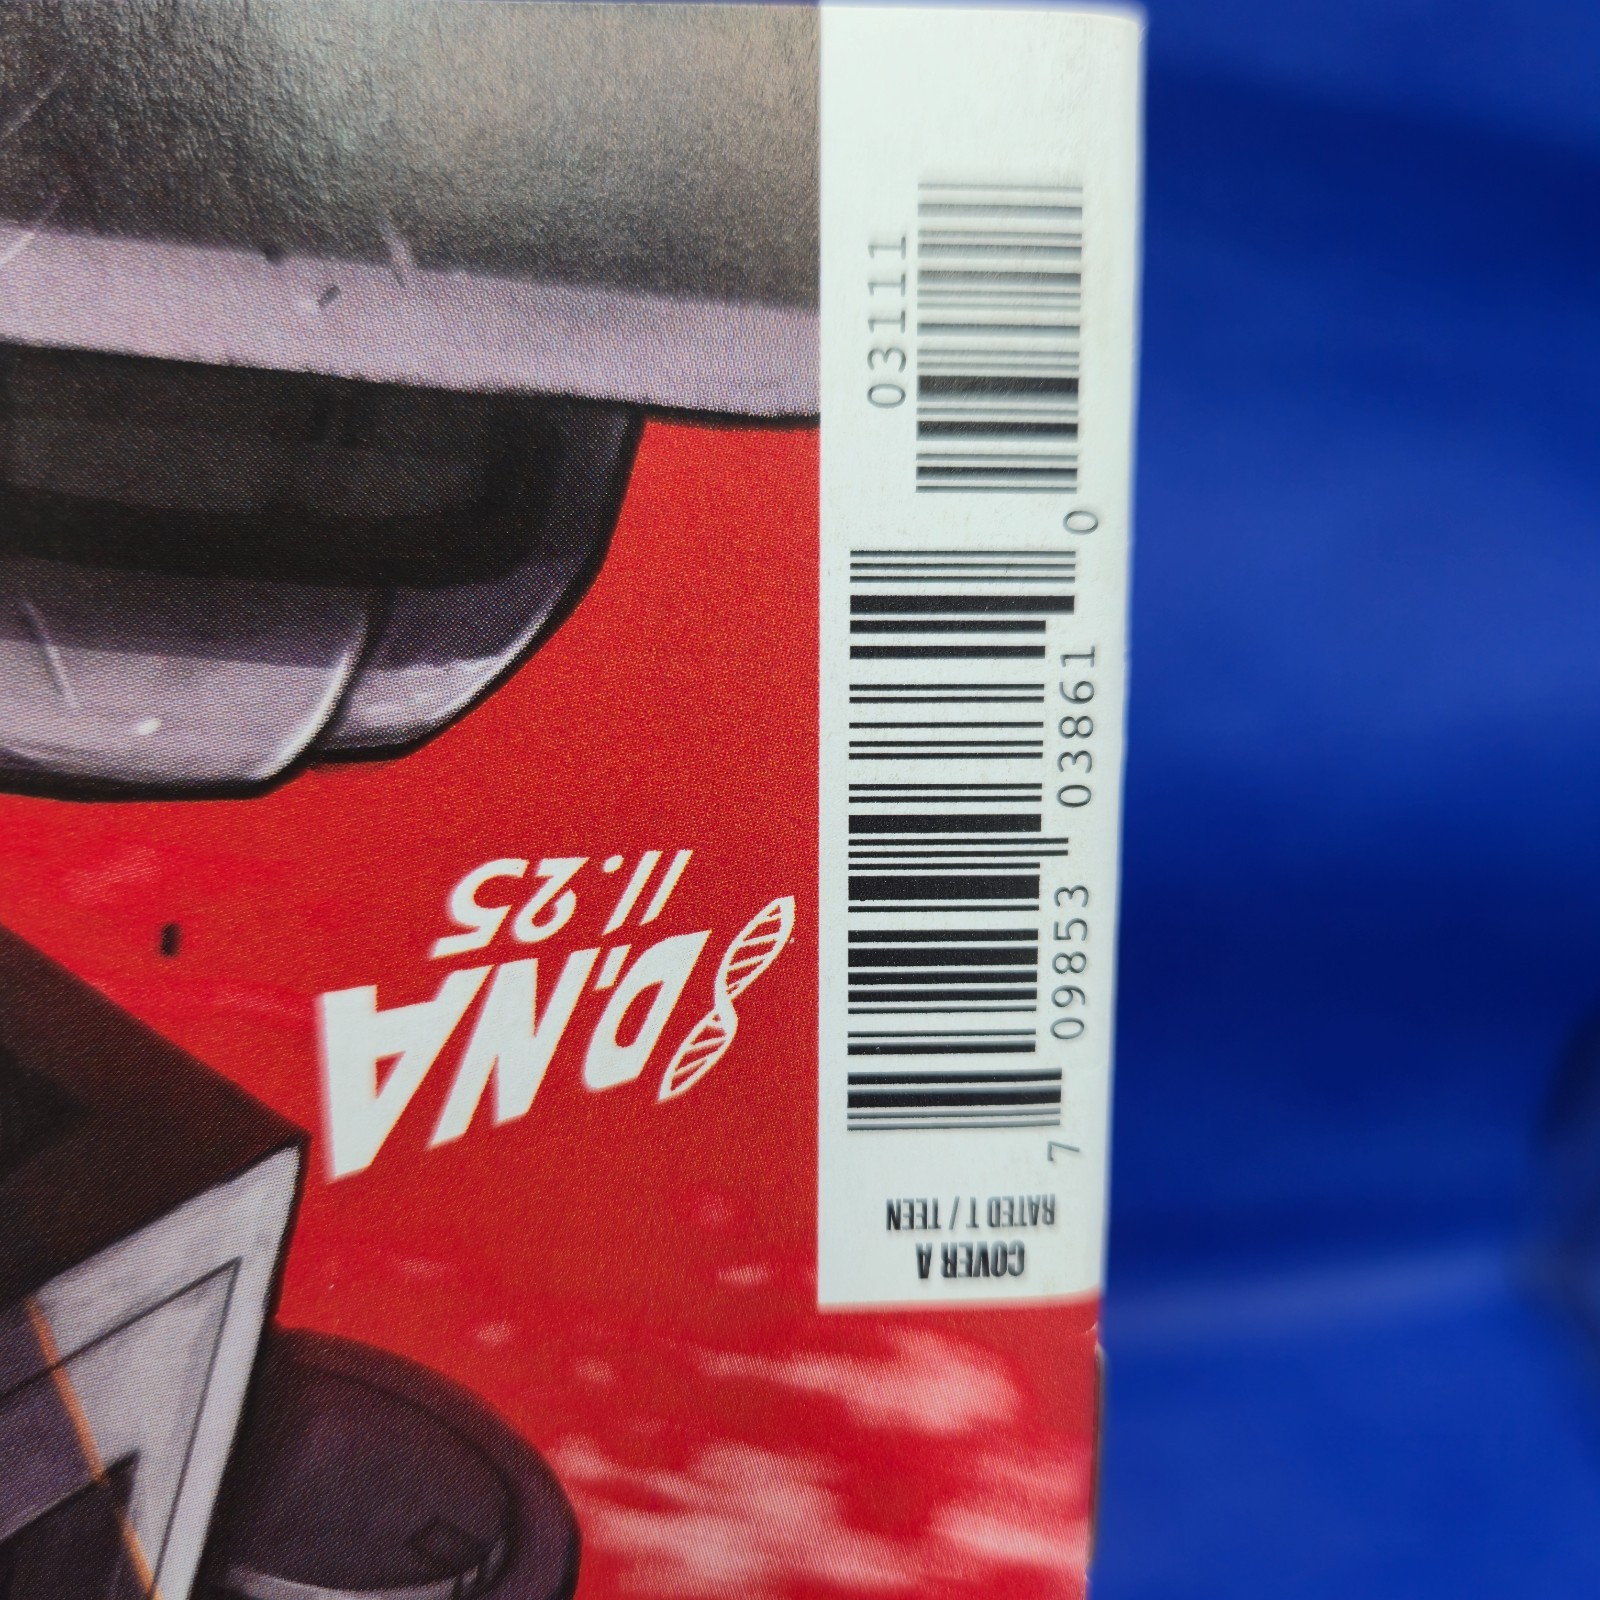 COVER A
RATED T / TEEN
7 09853 03861 0
03111
D.NA
11.25